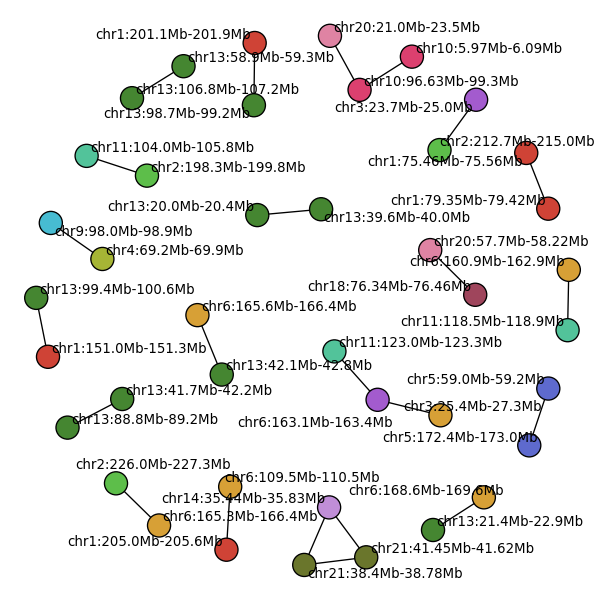 chr20:21.0Mb-23.5Mb
chr1:201.1Mb-201.9Mb
chr10:5.97Mb-6.09Mb
chr13:58.9Mb-59.3Mb
chr10:96.63Mb-99.3Mb
chr13:106.8Mb-107.2Mb
chr3:23.7Mb-25.0Mb
chr13:98.7Mb-99.2Mb
chr2:212.7Mb-215.0Mb
chr11:104.0Mb-105.8Mb
chr1:75.46Mb-75.56Mb
chr2:198.3Mb-199.8Mb
chr1:79.35Mb-79.42Mb
chr13:20.0Mb-20.4Mb
chr13:39.6Mb-40.0Mb
chr9:98.0Mb-98.9Mb
chr20:57.7Mb-58.22Mb
chr4:69.2Mb-69.9Mb
chr6:160.9Mb-162.9Mb
chr18:76.34Mb-76.46Mb
chr13:99.4Mb-100.6Mb
chr6:165.6Mb-166.4Mb
chr11:118.5Mb-118.9Mb
chr11:123.0Mb-123.3Mb
chr1:151.0Mb-151.3Mb
chr13:42.1Mb-42.8Mb
chr5:59.0Mb-59.2Mb
chr13:41.7Mb-42.2Mb
chr3:25.4Mb-27.3Mb
chr13:88.8Mb-89.2Mb
chr6:163.1Mb-163.4Mb
chr5:172.4Mb-173.0Mb
chr2:226.0Mb-227.3Mb
chr6:109.5Mb-110.5Mb
chr6:168.6Mb-169.6Mb
chr14:35.44Mb-35.83Mb
chr6:165.3Mb-166.4Mb
chr13:21.4Mb-22.9Mb
chr1:205.0Mb-205.6Mb
chr21:41.45Mb-41.62Mb
chr21:38.4Mb-38.78Mb